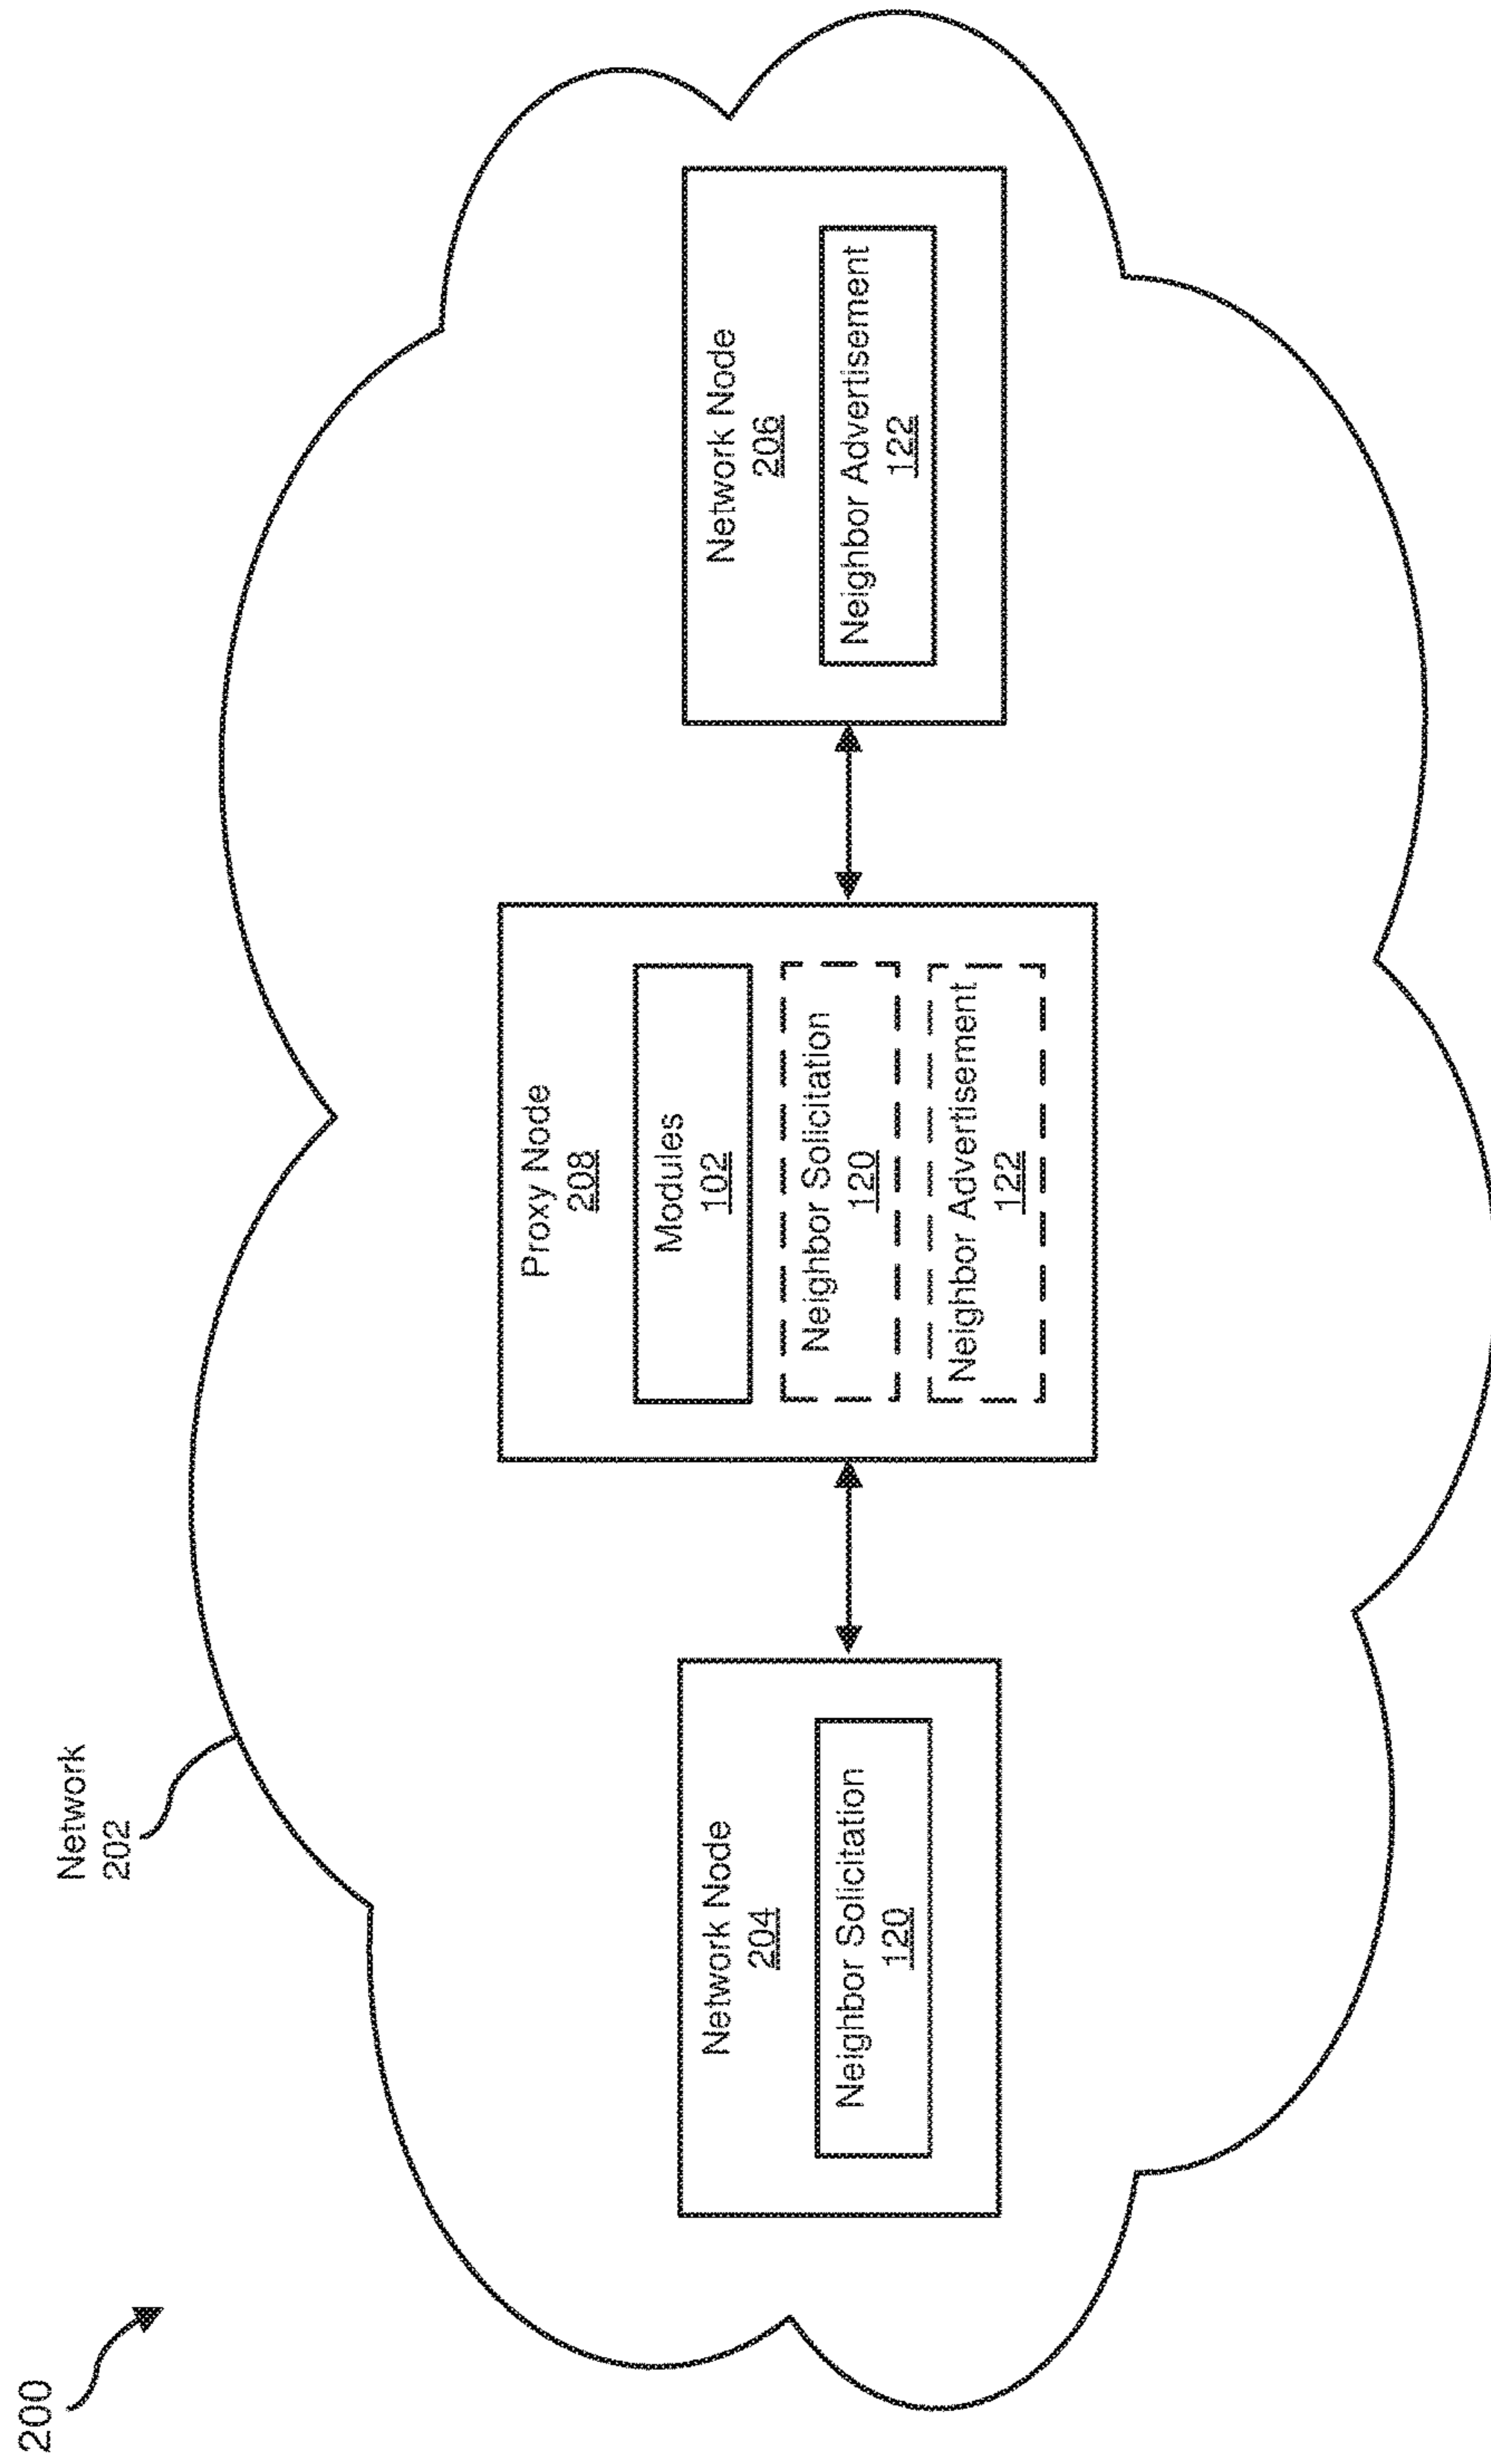 200
Network
202
Network Node
204
Neighbor Solicitation
120
Proxy Node
208
Modules
102
Neighbor Solicitation
120
Neighbor Advertisement
122
Network Node
206
Neighbor Advertisement
122